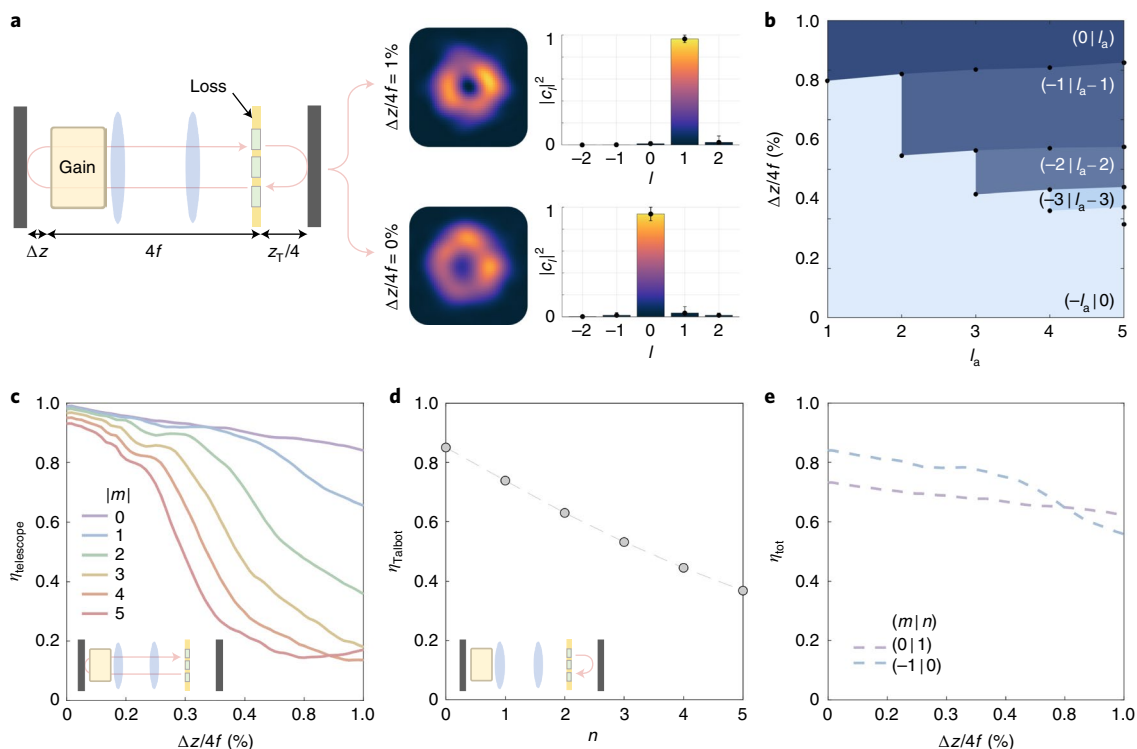 a
Gain
Loss
Δz
4f
z_T/4
Δz/4f = 1%
|c_l|²
1
0
−2 −1 0 1 2
l
Δz/4f = 0%
|c_l|²
1
0
−2 −1 0 1 2
l
b
Δz/4f (%)
1.0
0.8
0.6
0.4
0.2
0
(0 | l_a)
(−1 | l_a − 1)
(−2 | l_a − 2)
(−3 | l_a − 3)
(−l_a | 0)
1 2 3 4 5
l_a
c
η_telescope
1.0
0.8
0.6
0.4
0.2
0
|m|
0
1
2
3
4
5
0 0.2 0.3 0.6 0.8 1.0
Δz/4f (%)
d
η_Talbot
1.0
0.8
0.6
0.4
0.2
0
0 1 2 3 4 5
n
e
η_tot
1.0
0.8
0.6
0.4
0.2
0
(m | n)
(0 | 1)
(−1 | 0)
0 0.2 0.4 0.6 0.8 1.0
Δz/4f (%)